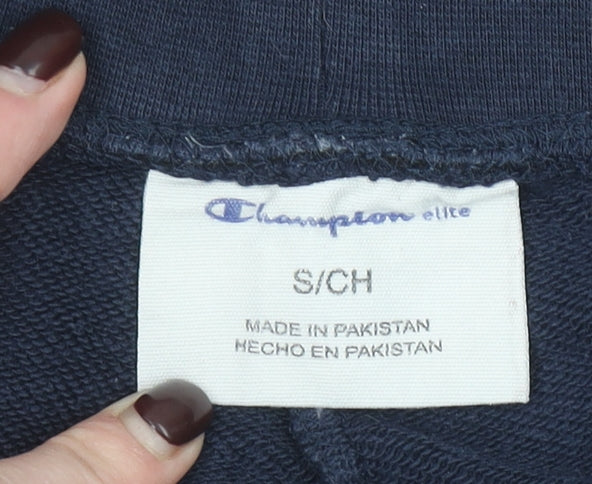 Champion elite
S/CH
MADE IN PAKISTAN
HECHO EN PAKISTAN